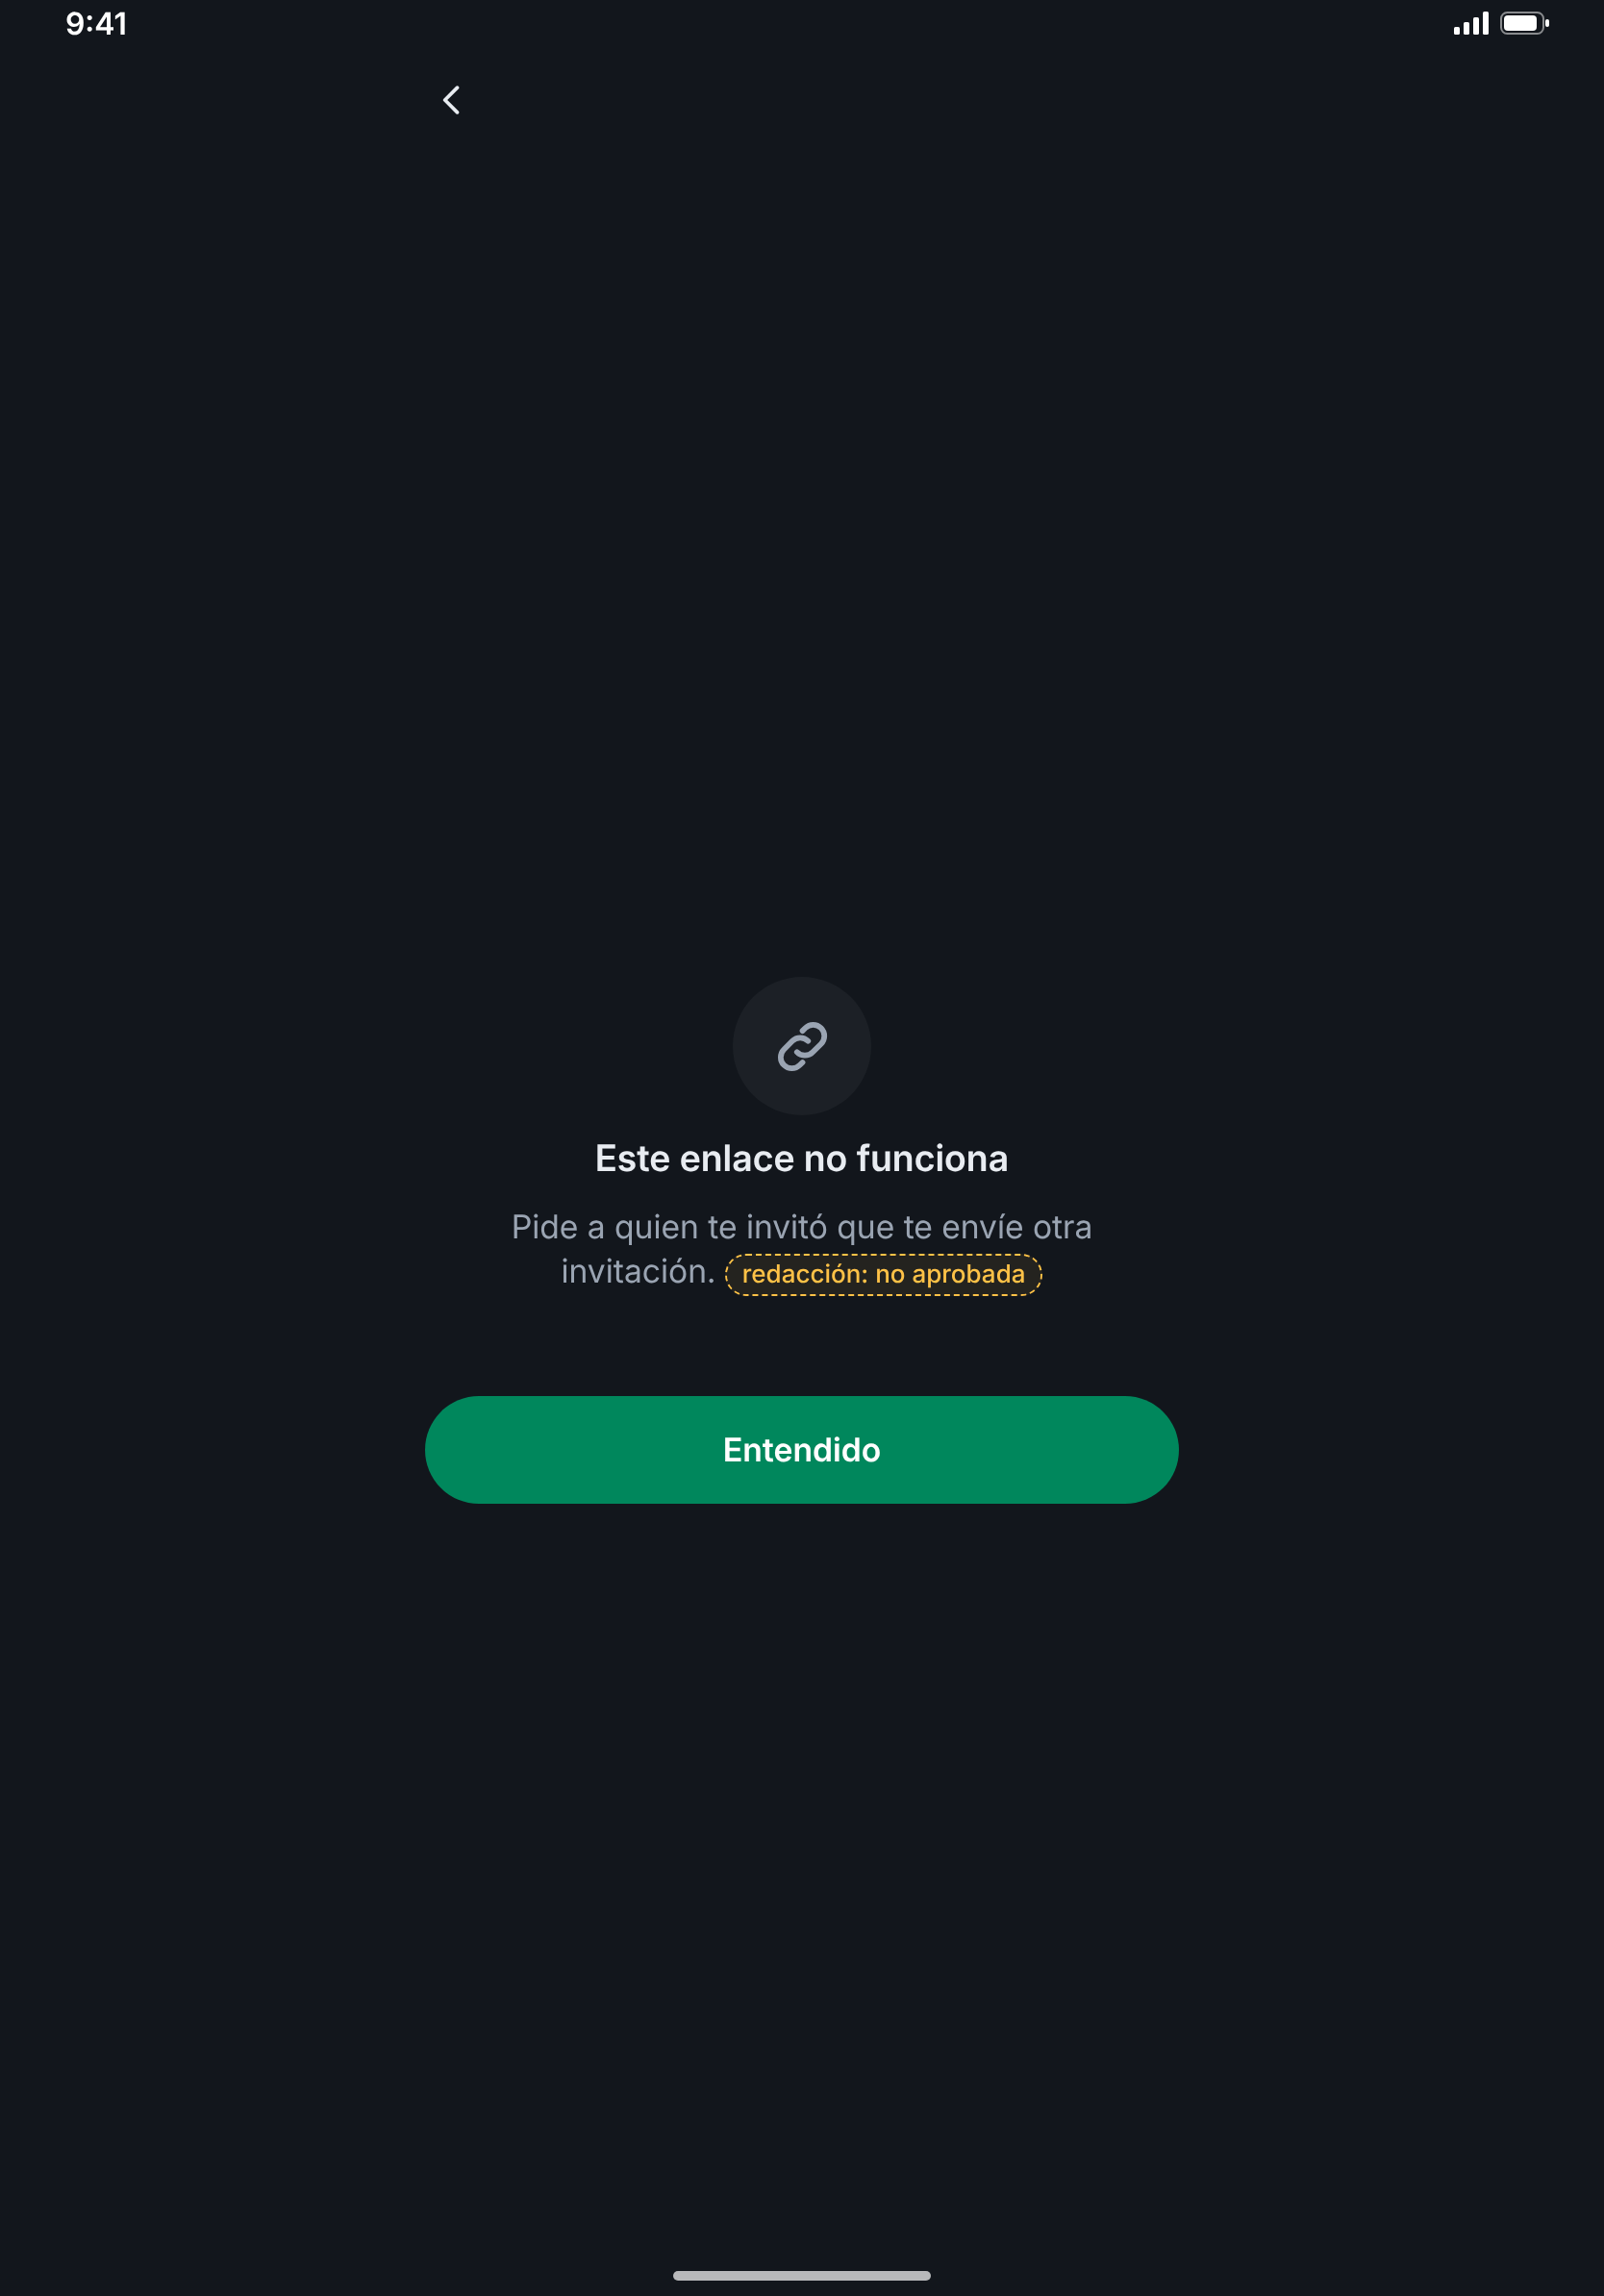 9:41
Este enlace no funciona
Pide a quien te invitó que te envíe otra
invitación. redacción: no aprobada
Entendido